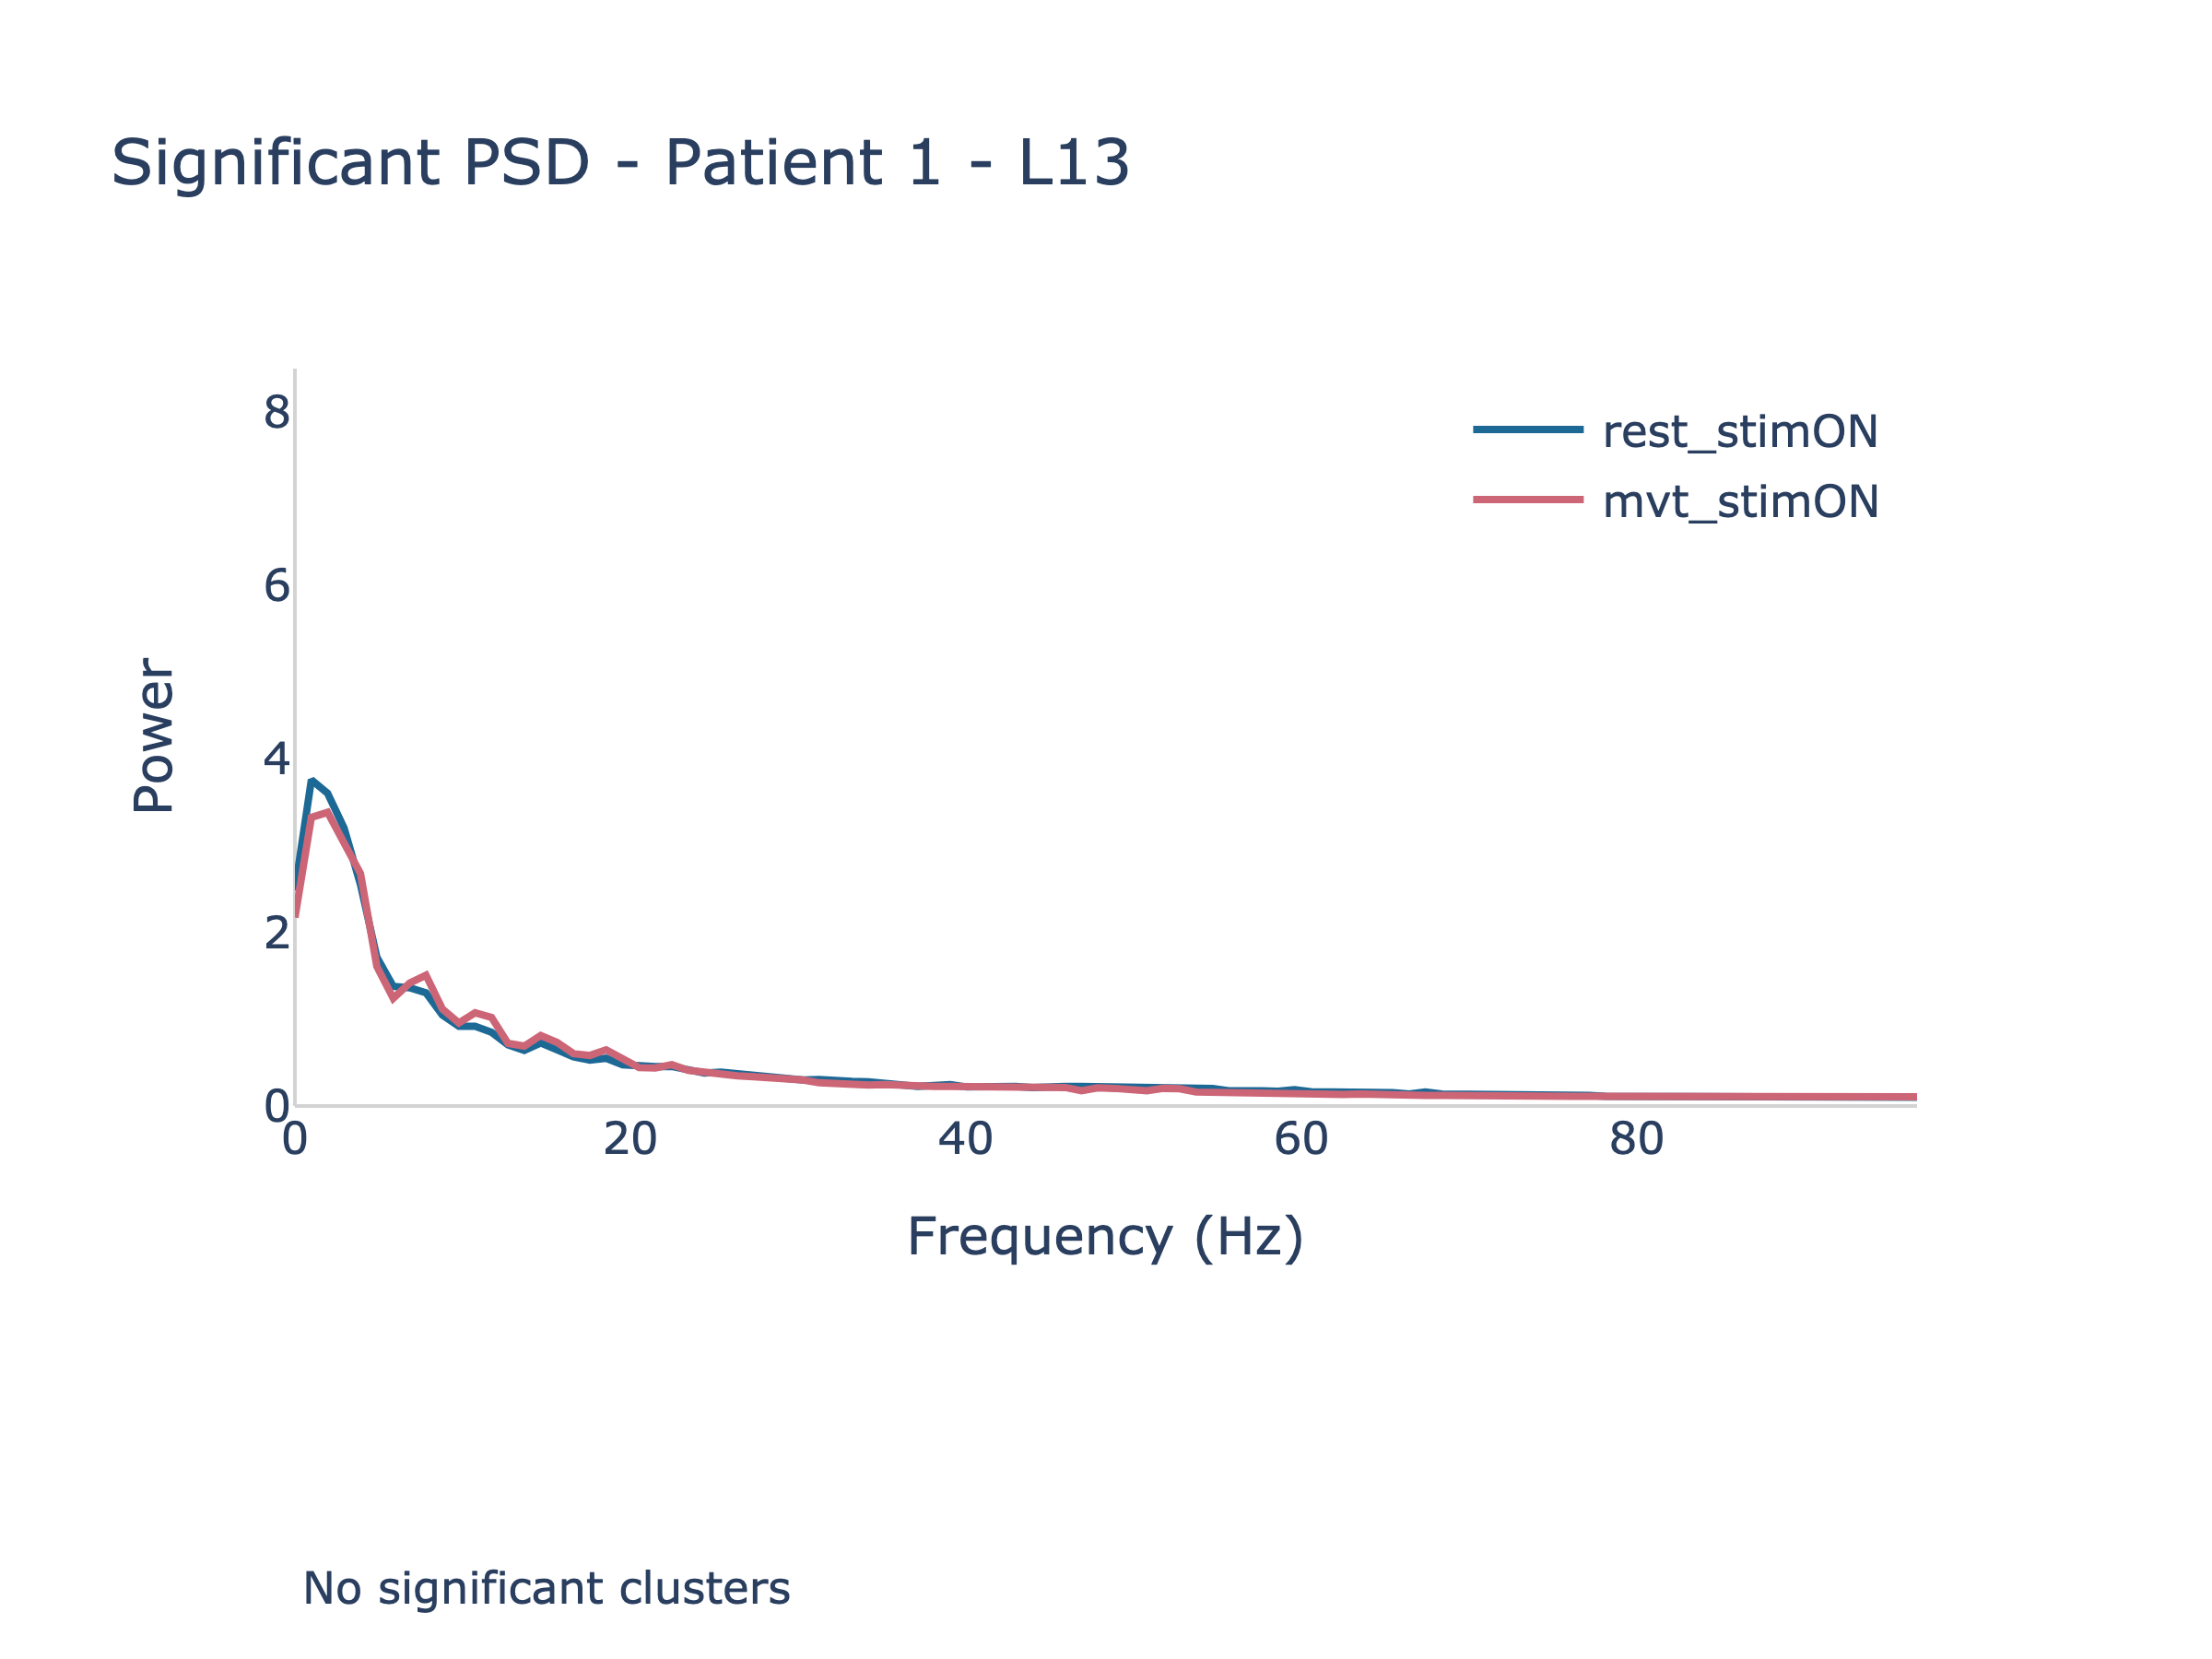 Significant PSD - Patient 1 - L13
8
6
4
2
0
Power
0 20 40 60 80
Frequency (Hz)
rest_stimON
mvt_stimON
No significant clusters